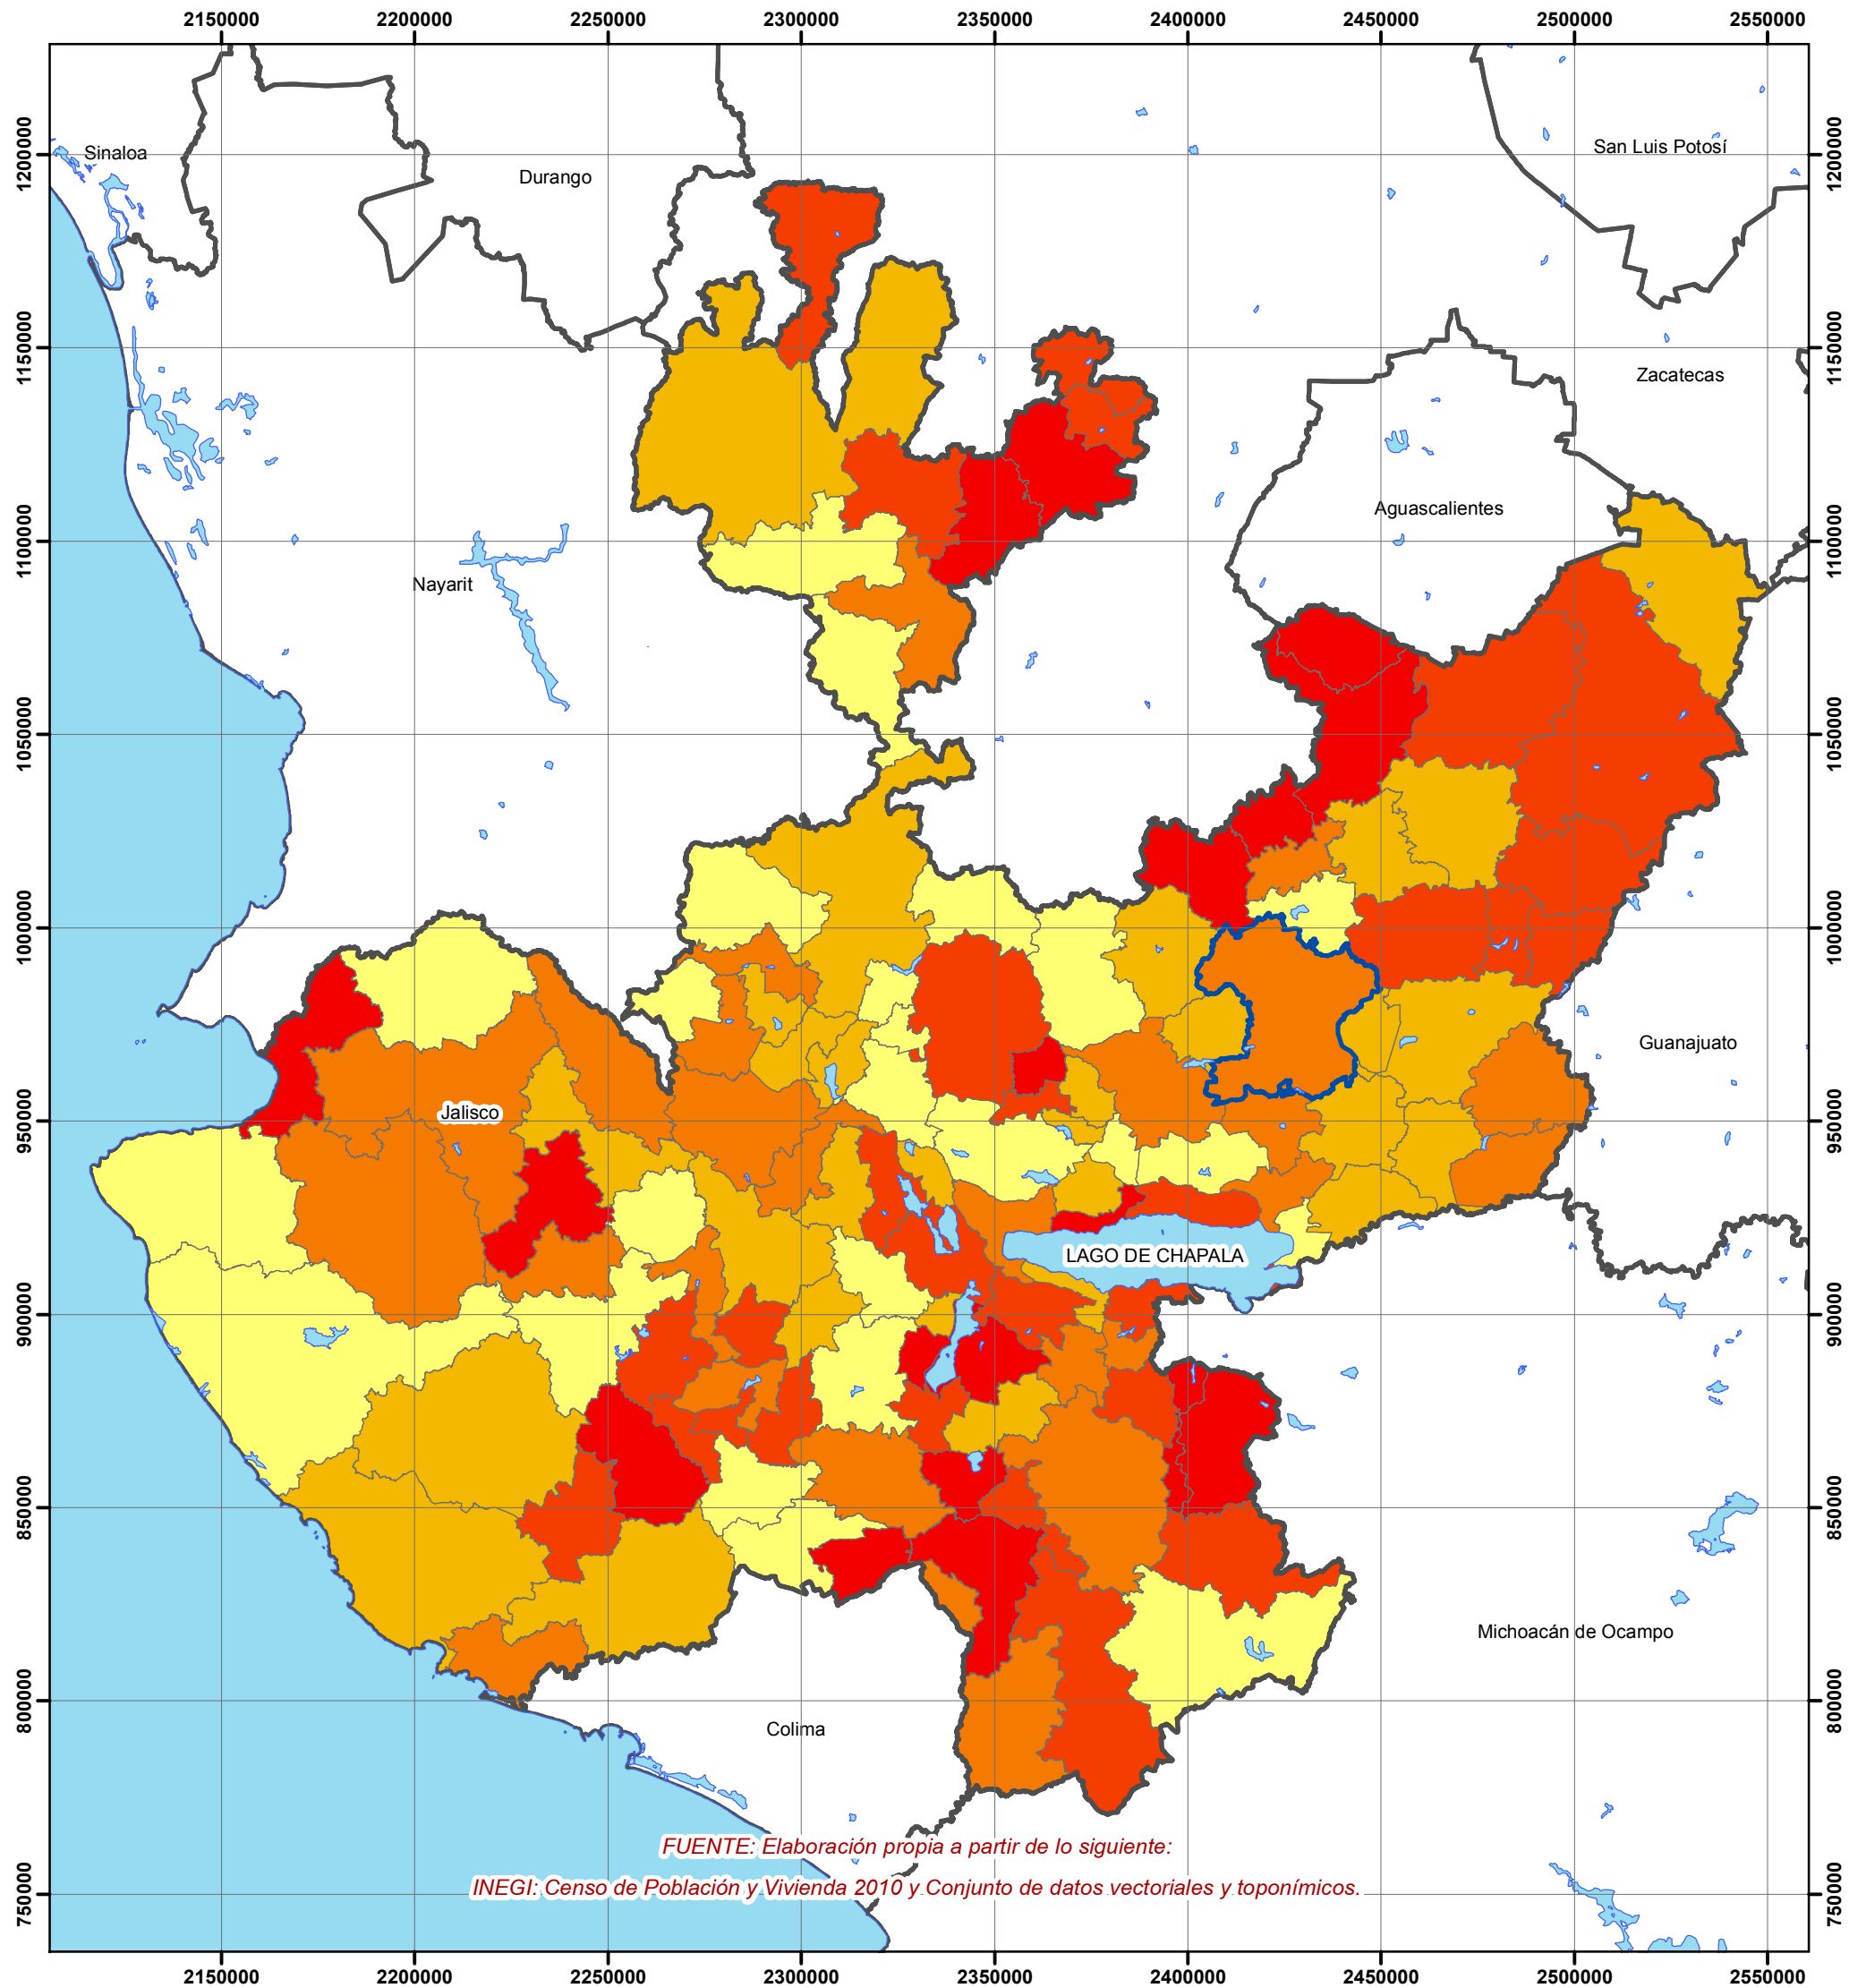 2150000 2200000 2250000 2300000 2350000 2400000 2450000 2500000 2550000
Sinaloa
Durango
San Luis Potosí
1200000 1200000
1150000 1150000
Zacatecas
Aguascalientes
1100000 1100000
Nayarit
1050000 1050000
1000000 1000000
Guanajuato
Jalisco
950000 950000
LAGO DE CHAPALA
900000 900000
850000 850000
Michoacán de Ocampo
800000 800000
Colima
FUENTE: Elaboración propia a partir de lo siguiente:
INEGI: Censo de Población y Vivienda 2010 y Conjunto de datos vectoriales y toponímicos.
750000 750000
2150000 2200000 2250000 2300000 2350000 2400000 2450000 2500000 2550000